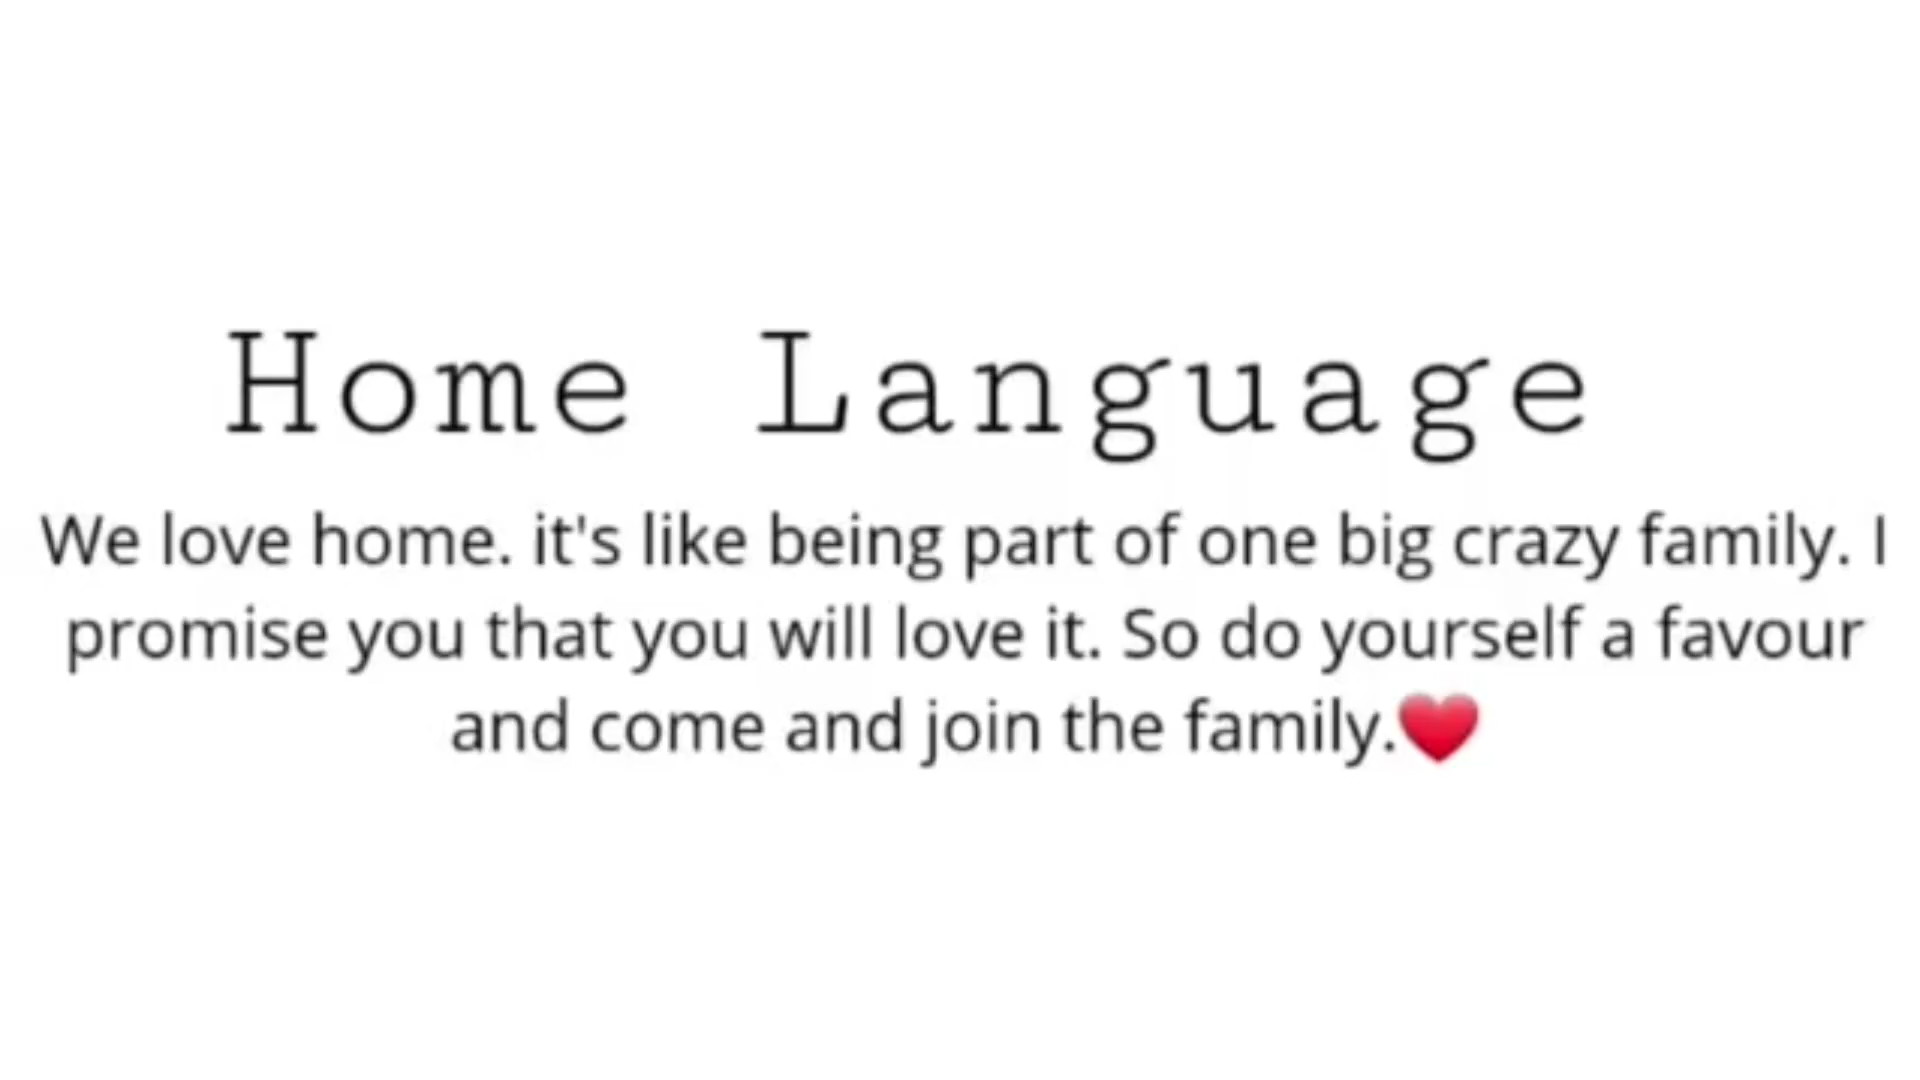 Home Language
We love home. it's like being part of one big crazy family. I
promise you that you will love it. So do yourself a favour
and come and join the family.❤️